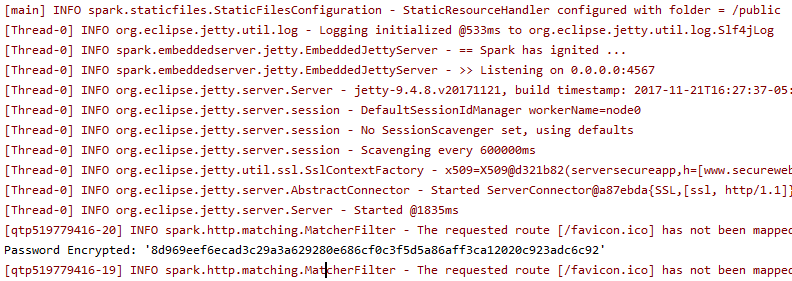 [main] INFO spark.staticfiles.StaticFilesConfiguration - StaticResourceHandler configured with folder = /public
[Thread-0] INFO org.eclipse.jetty.util.log - Logging initialized @533ms to org.eclipse.jetty.util.log.Slf4jLog
[Thread-0] INFO spark.embeddedserver.jetty.EmbeddedJettyServer - == Spark has ignited ...
[Thread-0] INFO spark.embeddedserver.jetty.EmbeddedJettyServer - >> Listening on 0.0.0.0:4567
[Thread-0] INFO org.eclipse.jetty.server.Server - jetty-9.4.8.v20171121, build timestamp: 2017-11-21T16:27:37-05:
[Thread-0] INFO org.eclipse.jetty.server.session - DefaultSessionIdManager workerName=node0
[Thread-0] INFO org.eclipse.jetty.server.session - No SessionScavenger set, using defaults
[Thread-0] INFO org.eclipse.jetty.server.session - Scavenging every 600000ms
[Thread-0] INFO org.eclipse.jetty.util.ssl.SslContextFactory - x509=X509@d321b82(serversecureapp,h=[www.secureweb
[Thread-0] INFO org.eclipse.jetty.server.AbstractConnector - Started ServerConnector@a87ebda{SSL,[ssl, http/1.1]}
[Thread-0] INFO org.eclipse.jetty.server.Server - Started @1835ms
[qtp519779416-20] INFO spark.http.matching.MatcherFilter - The requested route [/favicon.ico] has not been mapped
Password Encrypted: '8d969eef6ecad3c29a3a629280e686cf0c3f5d5a86aff3ca12020c923adc6c92'
[qtp519779416-19] INFO spark.http.matching.MatcherFilter - The requested route [/favicon.ico] has not been mapped